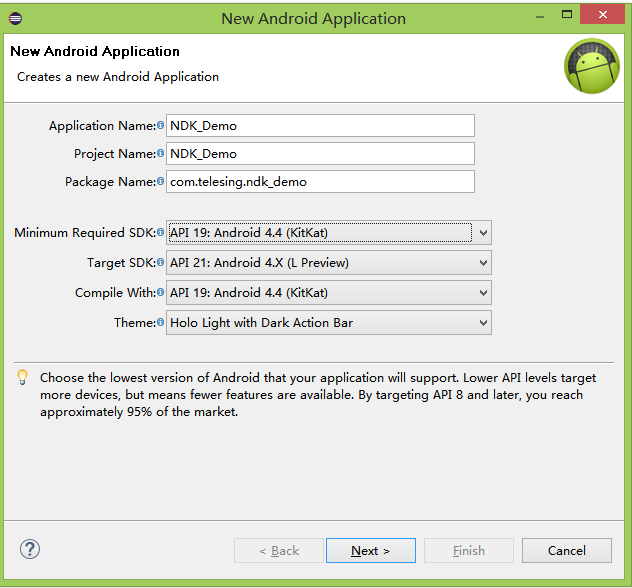 New Android Application
New Android Application
Creates a new Android Application
Application Name: NDK_Demo
Project Name: NDK_Demo
Package Name: com.telesing.ndk_demo
Minimum Required SDK: API 19: Android 4.4 (KitKat)
Target SDK: API 21: Android 4.X (L Preview)
Compile With: API 19: Android 4.4 (KitKat)
Theme: Holo Light with Dark Action Bar
Choose the lowest version of Android that your application will support. Lower API levels target
more devices, but means fewer features are available. By targeting API 8 and later, you reach
approximately 95% of the market.
? < Back Next > Finish Cancel